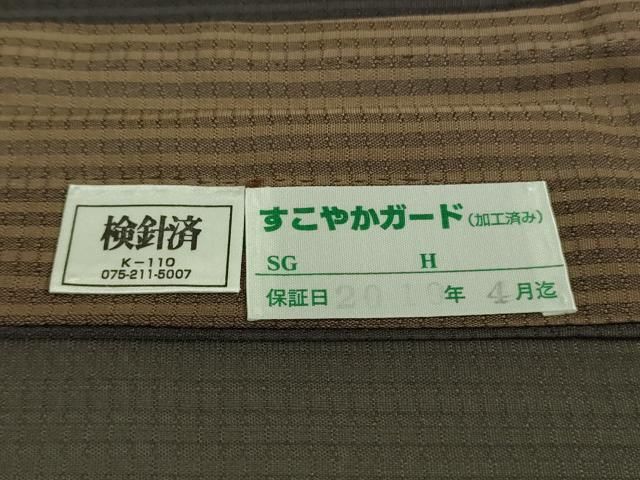 検針済
K-110
075-211-5007
すこやかガード(加工済み)
SG H
保証日 年 4月迄